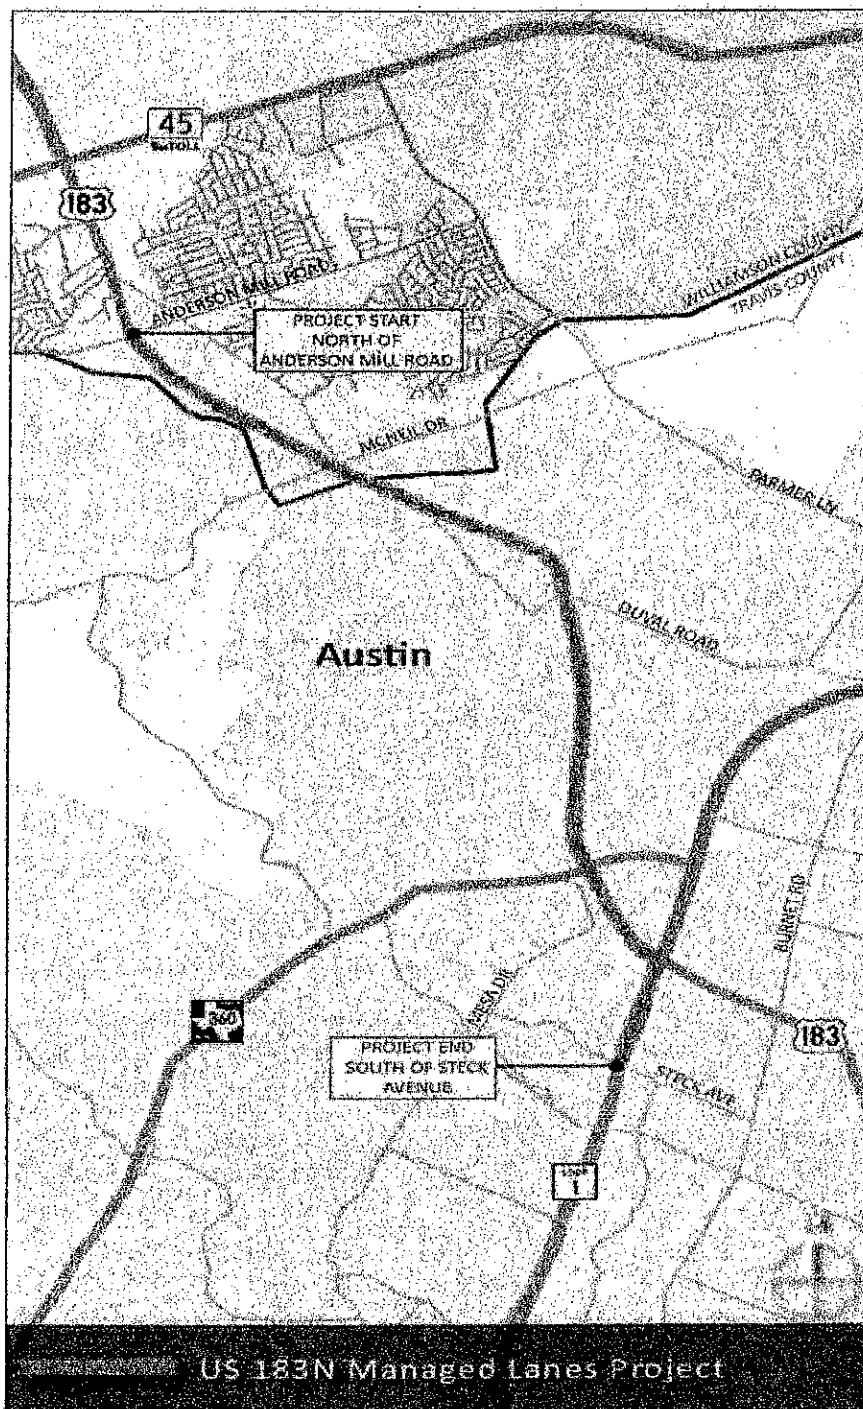 45
TOLL
183
ANDERSON MILL ROAD
WILLIAMSON COUNTY
TRAVIS COUNTY
PROJECT START
NORTH OF
ANDERSON MILL ROAD
MCNEIL DR
PARMER LN
DUVAL ROAD
Austin
BURNET RD
MESA DR
360
183
PROJECT END
SOUTH OF STECK
AVENUE
STECK AVE
LOOP
1
US 183N Managed Lanes Project